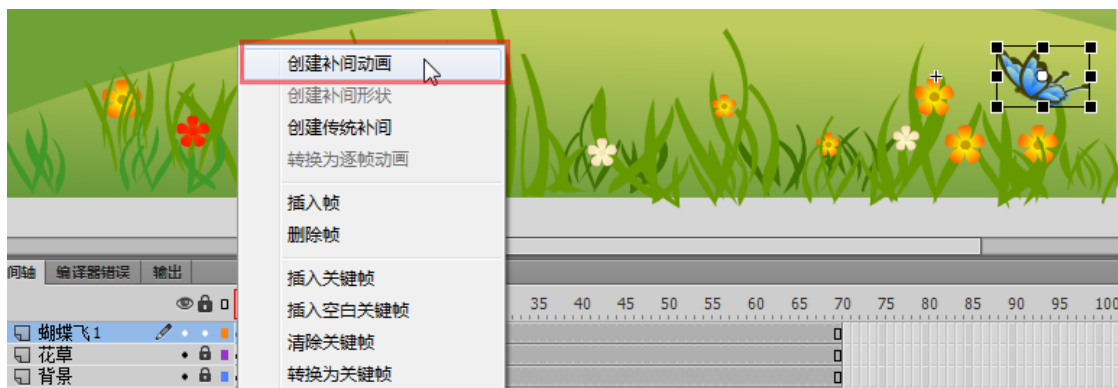 创建补间动画
创建补间形状
创建传统补间
转换为逐帧动画
插入帧
删除帧
插入关键帧
插入空白关键帧
清除关键帧
转换为关键帧
间轴 编译器错误 输出
35 40 45 50 55 60 65 70 75 80 85 90 95 100
蝴蝶飞1
花草
背景